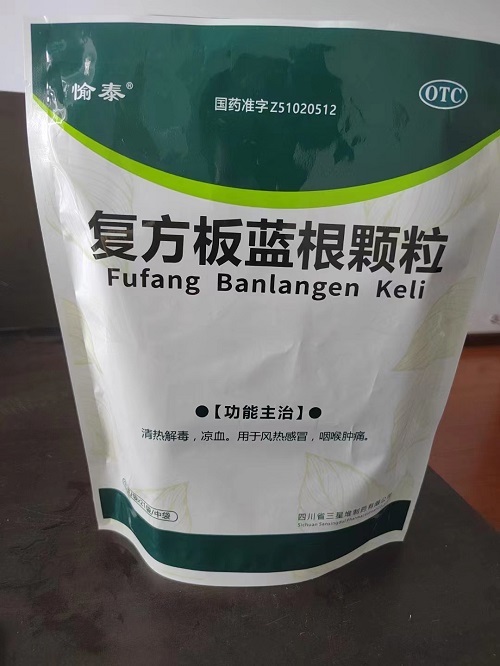 愉泰®
国药准字Z51020512
OTC
复方板蓝根颗粒
Fufang Banlangen Keli
●【功能主治】●
清热解毒，凉血。用于风热感冒，咽喉肿痛。
袋/中袋
四川省三星堆制药有限公司